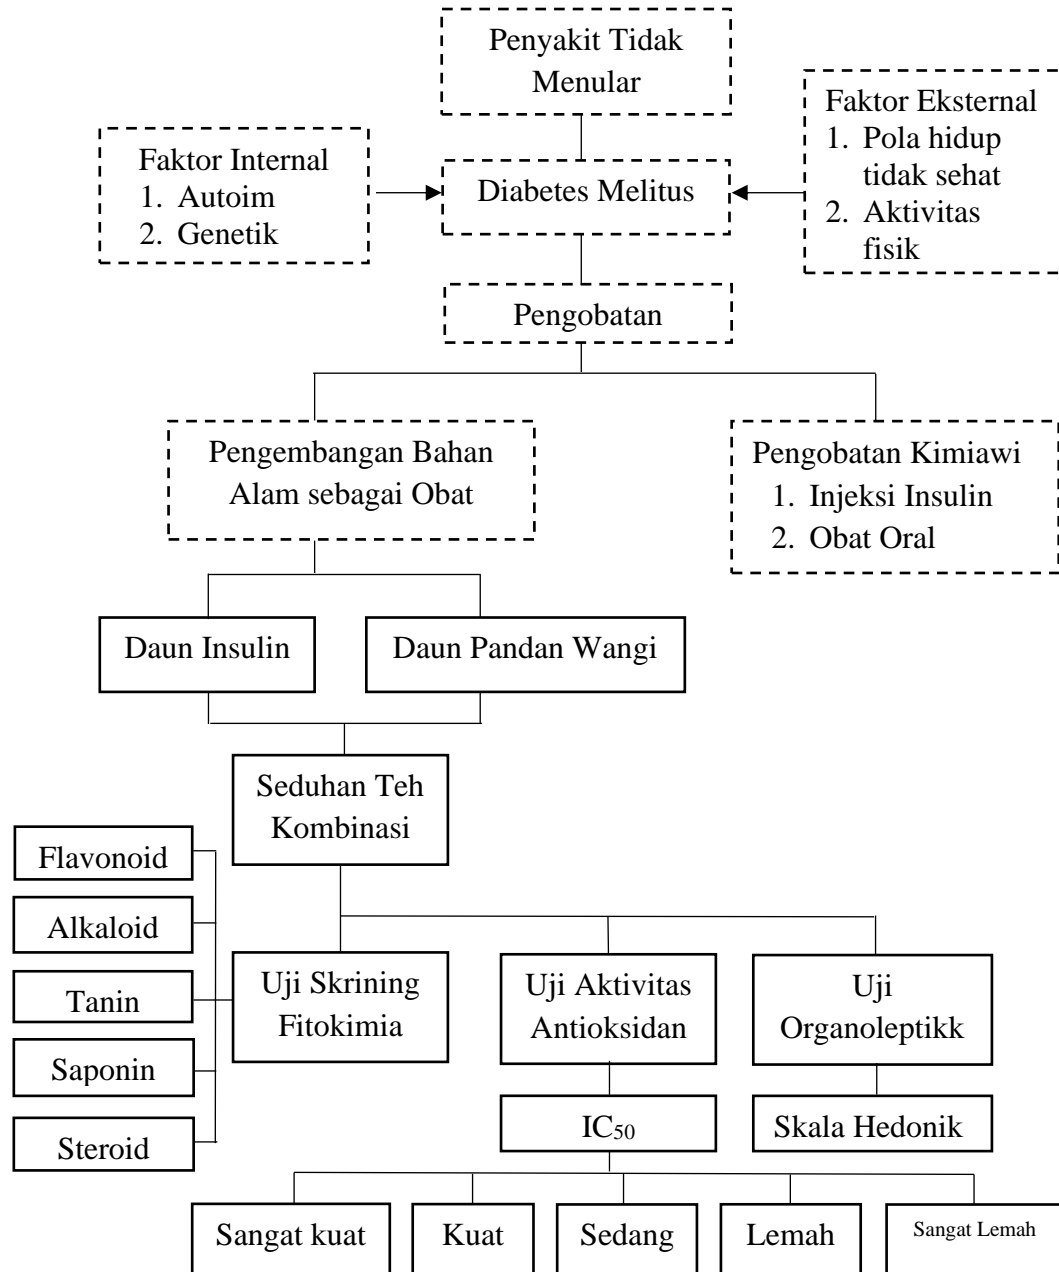 Penyakit Tidak
Menular
Faktor Eksternal
1. Pola hidup
tidak sehat
2. Aktivitas
fisik
Faktor Internal
1. Autoim
2. Genetik
Diabetes Melitus
Pengobatan
Pengembangan Bahan
Alam sebagai Obat
Pengobatan Kimiawi
1. Injeksi Insulin
2. Obat Oral
Daun Insulin
Daun Pandan Wangi
Seduhan Teh
Kombinasi
Flavonoid
Alkaloid
Tanin
Saponin
Steroid
Uji Skrining
Fitokimia
Uji Aktivitas
Antioksidan
Uji
Organoleptikk
IC₅₀
Skala Hedonik
Sangat kuat
Kuat
Sedang
Lemah
Sangat Lemah